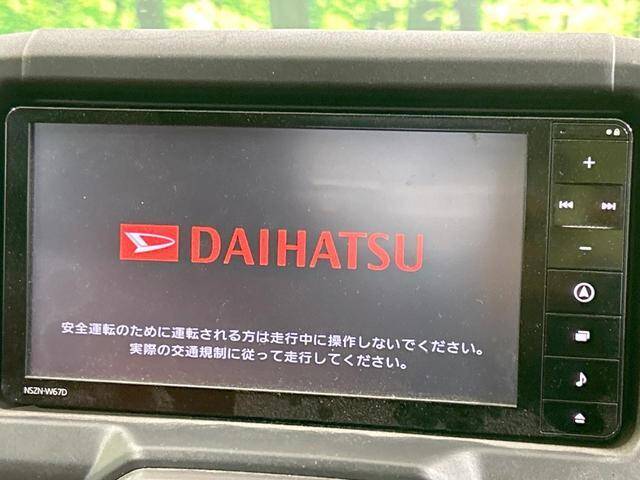 DAIHATSU
安全運転のために運転される方は走行中に操作しないでください。
実際の交通規制に従って走行してください。
NSZN-W67D